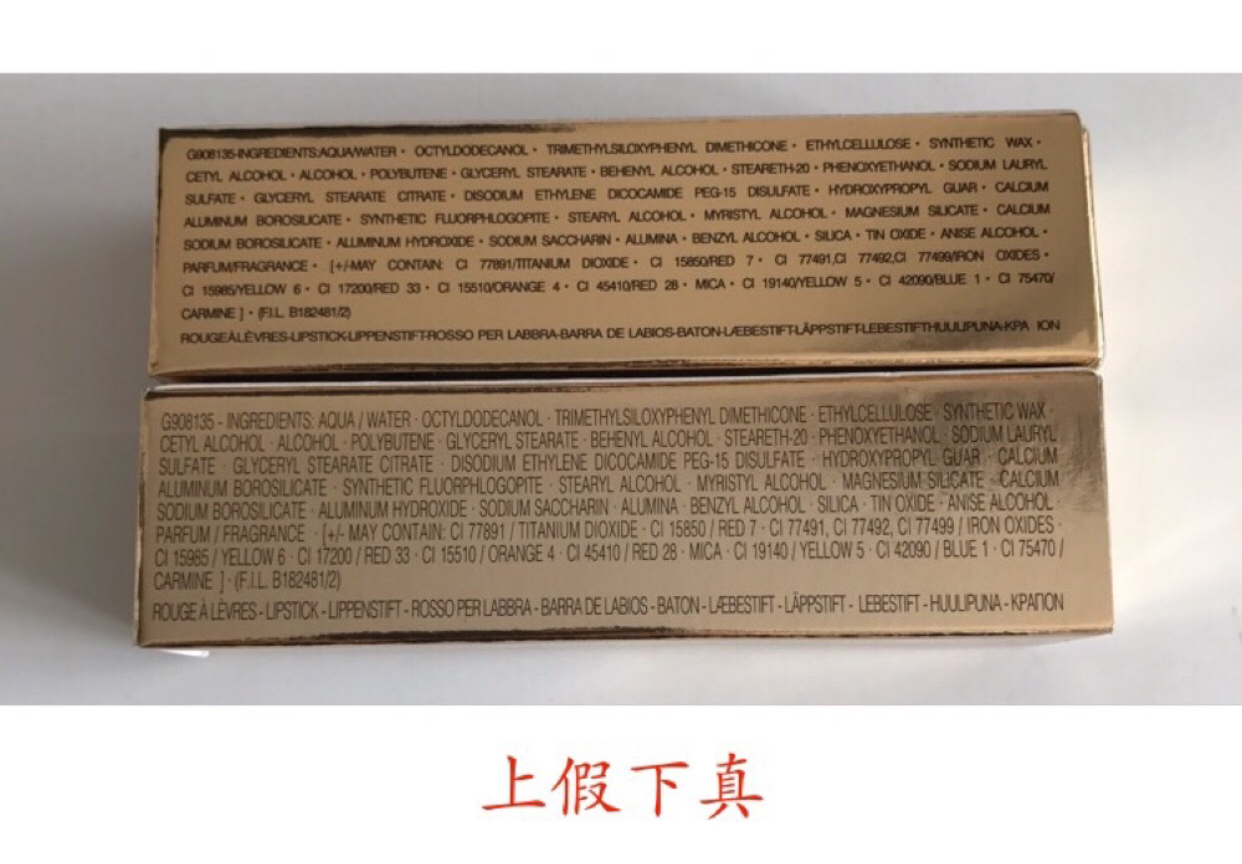 G908135-INGREDIENTS:AQUA/WATER · OCTYLDODECANOL · TRIMETHYLSILOXYPHENYL DIMETHICONE · ETHYLCELLULOSE · SYNTHETIC WAX ·
CETYL ALCOHOL · ALCOHOL · POLYBUTENE · GLYCERYL STEARATE · BEHENYL ALCOHOL · STEARETH-20 · PHENOXYETHANOL · SODIUM LAURYL
SULFATE · GLYCERYL STEARATE CITRATE · DISODIUM ETHYLENE DICOCAMIDE PEG-15 DISULFATE · HYDROXYPROPYL GUAR · CALCIUM
ALUMINUM BOROSILICATE · SYNTHETIC FLUORPHLOGOPITE · STEARYL ALCOHOL · MYRISTYL ALCOHOL · MAGNESIUM SILICATE · CALCIUM
SODIUM BOROSILICATE · ALUMINUM HYDROXIDE · SODIUM SACCHARIN · ALUMINA · BENZYL ALCOHOL · SILICA · TIN OXIDE · ANISE ALCOHOL ·
PARFUM/FRAGRANCE · [+/-MAY CONTAIN: CI 77891/TITANIUM DIOXIDE · CI 15850/RED 7 · CI 77491,CI 77492,CI 77499/IRON OXIDES ·
CI 15985/YELLOW 6 · CI 17200/RED 33 · CI 15510/ORANGE 4 · CI 45410/RED 28 · MICA · CI 19140/YELLOW 5 · CI 42090/BLUE 1 · CI 75470/
CARMINE ] · (F.I.L. B182481/2)
ROUGEÀLÈVRES-LIPSTICK-LIPPENSTIFT-ROSSO PER LABBRA-BARRA DE LABIOS-BATON-LÆBESTIFT-LÄPPSTIFT-LEBESTIFT-HUULIPUNA-KPA ION
G908135 - INGREDIENTS: AQUA / WATER · OCTYLDODECANOL · TRIMETHYLSILOXYPHENYL DIMETHICONE · ETHYLCELLULOSE · SYNTHETIC WAX ·
CETYL ALCOHOL · ALCOHOL · POLYBUTENE · GLYCERYL STEARATE · BEHENYL ALCOHOL · STEARETH-20 · PHENOXYETHANOL · SODIUM LAURYL
SULFATE · GLYCERYL STEARATE CITRATE · DISODIUM ETHYLENE DICOCAMIDE PEG-15 DISULFATE · HYDROXYPROPYL GUAR · CALCIUM
ALUMINUM BOROSILICATE · SYNTHETIC FLUORPHLOGOPITE · STEARYL ALCOHOL · MYRISTYL ALCOHOL · MAGNESIUM SILICATE · CALCIUM
SODIUM BOROSILICATE · ALUMINUM HYDROXIDE · SODIUM SACCHARIN · ALUMINA · BENZYL ALCOHOL · SILICA · TIN OXIDE · ANISE ALCOHOL ·
PARFUM / FRAGRANCE · [+/- MAY CONTAIN: CI 77891 / TITANIUM DIOXIDE · CI 15850 / RED 7 · CI 77491, CI 77492, CI 77499 / IRON OXIDES ·
CI 15985 / YELLOW 6 · CI 17200 / RED 33 · CI 15510 / ORANGE 4 · CI 45410 / RED 28 · MICA · CI 19140 / YELLOW 5 · CI 42090 / BLUE 1 · CI 75470 /
CARMINE ] · (F.I.L. B182481/2)
ROUGE À LÈVRES - LIPSTICK - LIPPENSTIFT - ROSSO PER LABBRA - BARRA DE LABIOS - BATON - LÆBESTIFT - LÄPPSTIFT - LEBESTIFT - HUULIPUNA - ΚΡΑΓΙΟΝ
上假下真